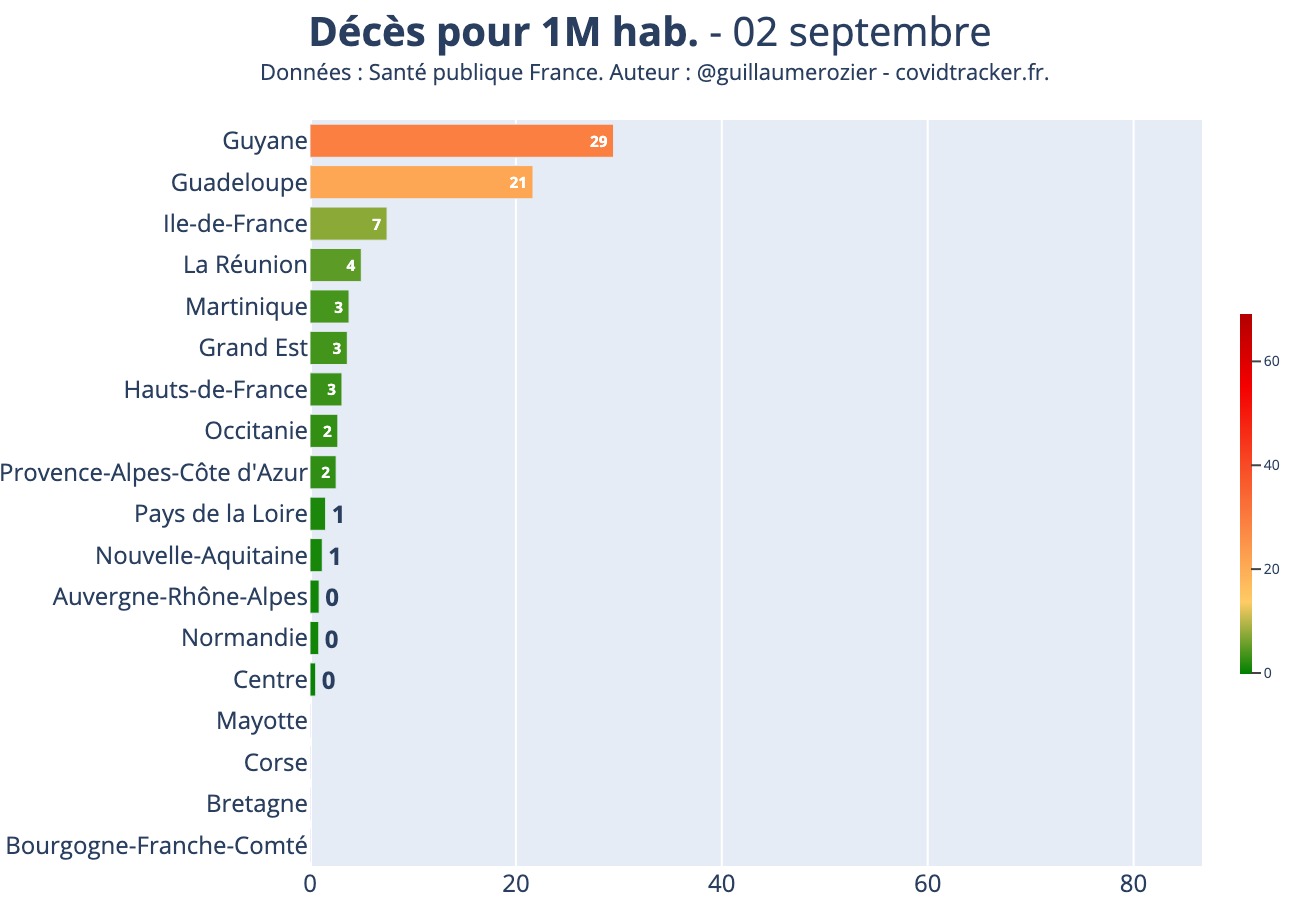 Décès pour 1M hab. - 02 septembre
Données : Santé publique France. Auteur : @guillaumerozier - covidtracker.fr.
Guyane 29
Guadeloupe 21
Ile-de-France 7
La Réunion 4
Martinique 3
Grand Est 3
Hauts-de-France 3
Occitanie 2
Provence-Alpes-Côte d'Azur 2
Pays de la Loire 1
Nouvelle-Aquitaine 1
Auvergne-Rhône-Alpes 0
Normandie 0
Centre 0
Mayotte
Corse
Bretagne
Bourgogne-Franche-Comté
0 20 40 60 80
60
40
20
0